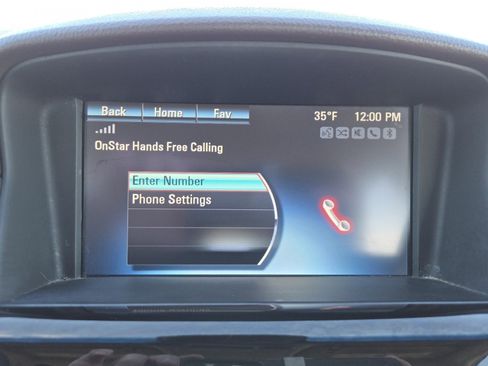 Back Home Fav 35°F 12:00 PM
OnStar Hands Free Calling
Enter Number
Phone Settings